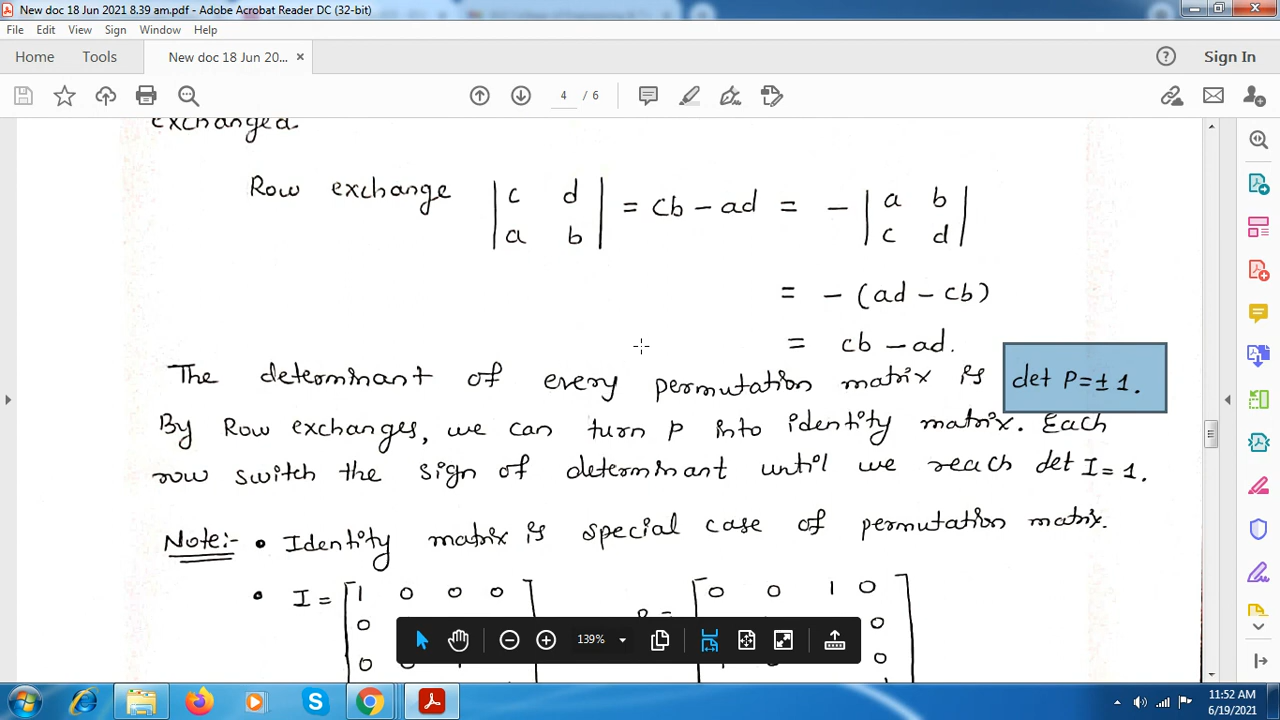 New doc 18 Jun 2021 8.39 am.pdf - Adobe Acrobat Reader DC (32-bit)
File Edit View Sign Window Help
Home Tools New doc 18 Jun 20... × Sign In
4 / 6
exchanged.
Row exchange | c d | = cb - ad = - | a b |
| a b | | c d |
= - (ad - cb)
= cb - ad.
The determinant of every permutation matrix is det P = ± 1.
By Row exchanges, we can turn P into identity matrix. Each
row switch the sign of determinant until we reach det I = 1.
Note:- • Identity matrix is special case of permutation matrix.
• I = [ 1 0 0 0 ] [ 0 0 1 0 ]
0 0
0 0
139%
11:52 AM
6/19/2021